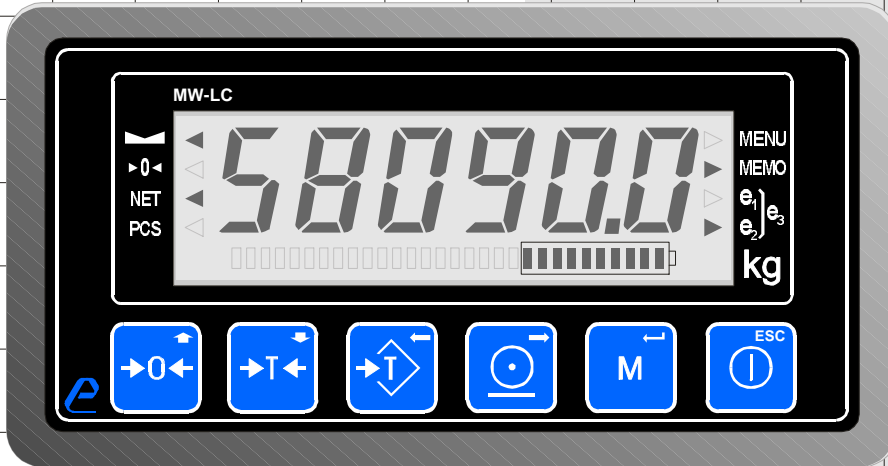 MW-LC
58090.0
MENU
→0← MEMO
NET e1
PCS e2 e3
kg
ESC
→0← →T← →T M